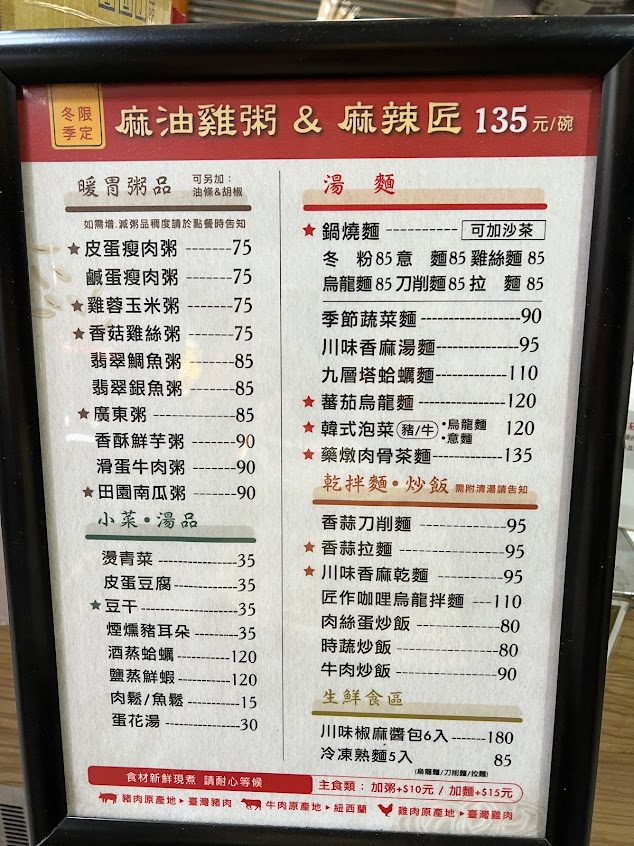 冬限
季定
麻油雞粥 & 麻辣匠 135元/碗
暖胃粥品 可另加：
油條&胡椒
如需增.減粥品稠度請於點餐時告知
★皮蛋瘦肉粥 -------75
鹹蛋瘦肉粥 -------75
★雞蓉玉米粥 -------75
★香菇雞絲粥 -------75
翡翠鯛魚粥 -------85
翡翠銀魚粥 -------85
★廣東粥 -----------85
香酥鮮芋粥 -------90
滑蛋牛肉粥 -------90
★田園南瓜粥 -------90
小菜・湯品
燙青菜 --------------35
皮蛋豆腐------------35
★豆干-----------------35
煙燻豬耳朵 --------35
酒蒸蛤蠣 ----------120
鹽蒸鮮蝦 ----------120
肉鬆/魚鬆----------15
蛋花湯 -------------30
湯 麵
★鍋燒麵 ----------- 可加沙茶
冬 粉85 意 麵85 雞絲麵 85
烏龍麵85 刀削麵85 拉 麵 85
季節蔬菜麵----------------90
川味香麻湯麵-------------95
九層塔蛤蠣麵------------110
★蕃茄烏龍麵 -------------120
★韓式泡菜(豬/牛) •烏龍麵 120
•意麵
★藥燉肉骨茶麵-----------135
乾拌麵・炒飯 需附清湯請告知
香蒜刀削麵 --------------95
★香蒜拉麵 ----------------95
★川味香麻乾麵 -----------95
匠作咖哩烏龍拌麵 ---110
肉絲蛋炒飯 -------------80
時蔬炒飯 ---------------80
牛肉炒飯 ---------------90
生鮮食區
川味椒麻醬包6入-------180
冷凍熟麵5入 85
(烏龍麵/刀削麵/拉麵)
食材新鮮現煮 請耐心等候
主食類： 加粥+$10元 / 加麵+$15元
豬肉原產地▶臺灣豬肉 牛肉原產地▶紐西蘭 雞肉原產地▶臺灣雞肉